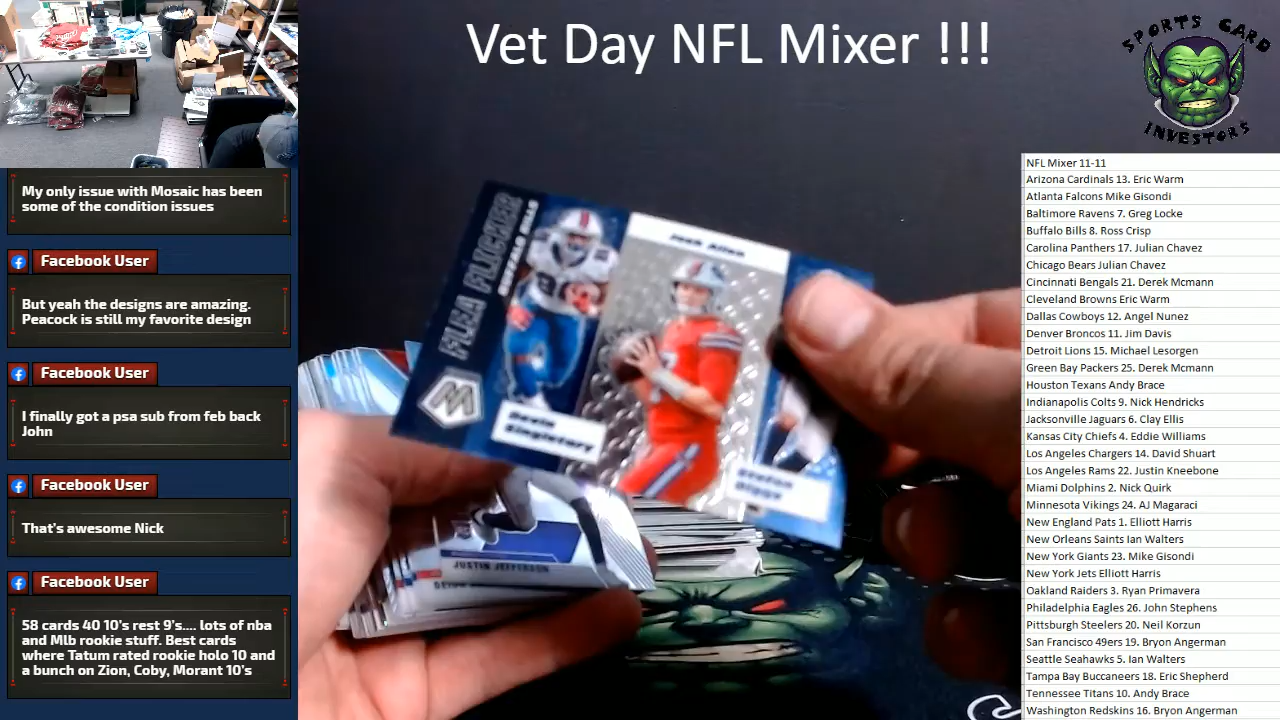 Vet Day NFL Mixer !!!
SPORTS CARD
INVESTORS
My only issue with Mosaic has been
some of the condition issues
Facebook User
But yeah the designs are amazing.
Peacock is still my favorite design
Facebook User
I finally got a psa sub from feb back
John
Facebook User
That's awesome Nick
Facebook User
58 cards 40 10's rest 9's.... lots of nba
and Mlb rookie stuff. Best cards
where Tatum rated rookie holo 10 and
a bunch on Zion, Coby, Morant 10's
FLEA FLICKER
BUFFALO BILLS
Josh Allen
Devin
Singletary
Stefon
Diggs
JUSTIN JEFFERSON
NFL Mixer 11-11
Arizona Cardinals 13. Eric Warm
Atlanta Falcons Mike Gisondi
Baltimore Ravens 7. Greg Locke
Buffalo Bills 8. Ross Crisp
Carolina Panthers 17. Julian Chavez
Chicago Bears Julian Chavez
Cincinnati Bengals 21. Derek Mcmann
Cleveland Browns Eric Warm
Dallas Cowboys 12. Angel Nunez
Denver Broncos 11. Jim Davis
Detroit Lions 15. Michael Lesorgen
Green Bay Packers 25. Derek Mcmann
Houston Texans Andy Brace
Indianapolis Colts 9. Nick Hendricks
Jacksonville Jaguars 6. Clay Ellis
Kansas City Chiefs 4. Eddie Williams
Los Angeles Chargers 14. David Shuart
Los Angeles Rams 22. Justin Kneebone
Miami Dolphins 2. Nick Quirk
Minnesota Vikings 24. AJ Magaraci
New England Pats 1. Elliott Harris
New Orleans Saints Ian Walters
New York Giants 23. Mike Gisondi
New York Jets Elliott Harris
Oakland Raiders 3. Ryan Primavera
Philadelphia Eagles 26. John Stephens
Pittsburgh Steelers 20. Neil Korzun
San Francisco 49ers 19. Bryon Angerman
Seattle Seahawks 5. Ian Walters
Tampa Bay Buccaneers 18. Eric Shepherd
Tennessee Titans 10. Andy Brace
Washington Redskins 16. Bryon Angerman